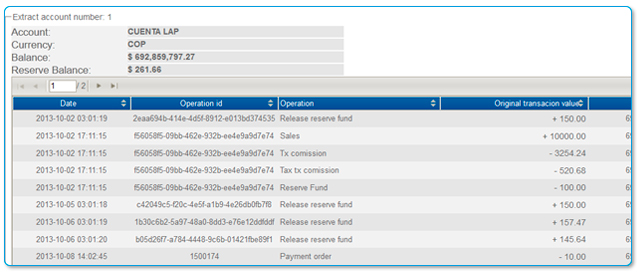 Extract account number: 1
Account: CUENTA LAP
Currency: COP
Balance: $ 692,859,797.27
Reserve Balance: $ 261.66
1 / 2
Date Operation id Operation Original transacion value
2013-10-02 03:01:19 2eaa694b-414e-4d5f-8912-e013bd374535 Release reserve fund + 150.00
2013-10-02 17:11:15 f56058f5-09bb-462e-932b-ee4e9a9d7e74 Sales + 10000.00
2013-10-02 17:11:15 f56058f5-09bb-462e-932b-ee4e9a9d7e74 Tx comission - 3254.24
2013-10-02 17:11:15 f56058f5-09bb-462e-932b-ee4e9a9d7e74 Tax tx comission - 520.68
2013-10-02 17:11:15 f56058f5-09bb-462e-932b-ee4e9a9d7e74 Reserve Fund - 100.00
2013-10-05 03:01:18 c42049c5-f20c-4e5f-a1b9-4e26db0fb7f8 Release reserve fund + 150.00
2013-10-06 03:01:19 1b30c6b2-5a97-48a0-8dd3-e76e12ddfddf Release reserve fund + 157.47
2013-10-06 03:01:20 b05d26f7-a784-4448-9c6b-01421fbe89f1 Release reserve fund + 145.64
2013-10-08 14:02:45 1500174 Payment order - 10.00